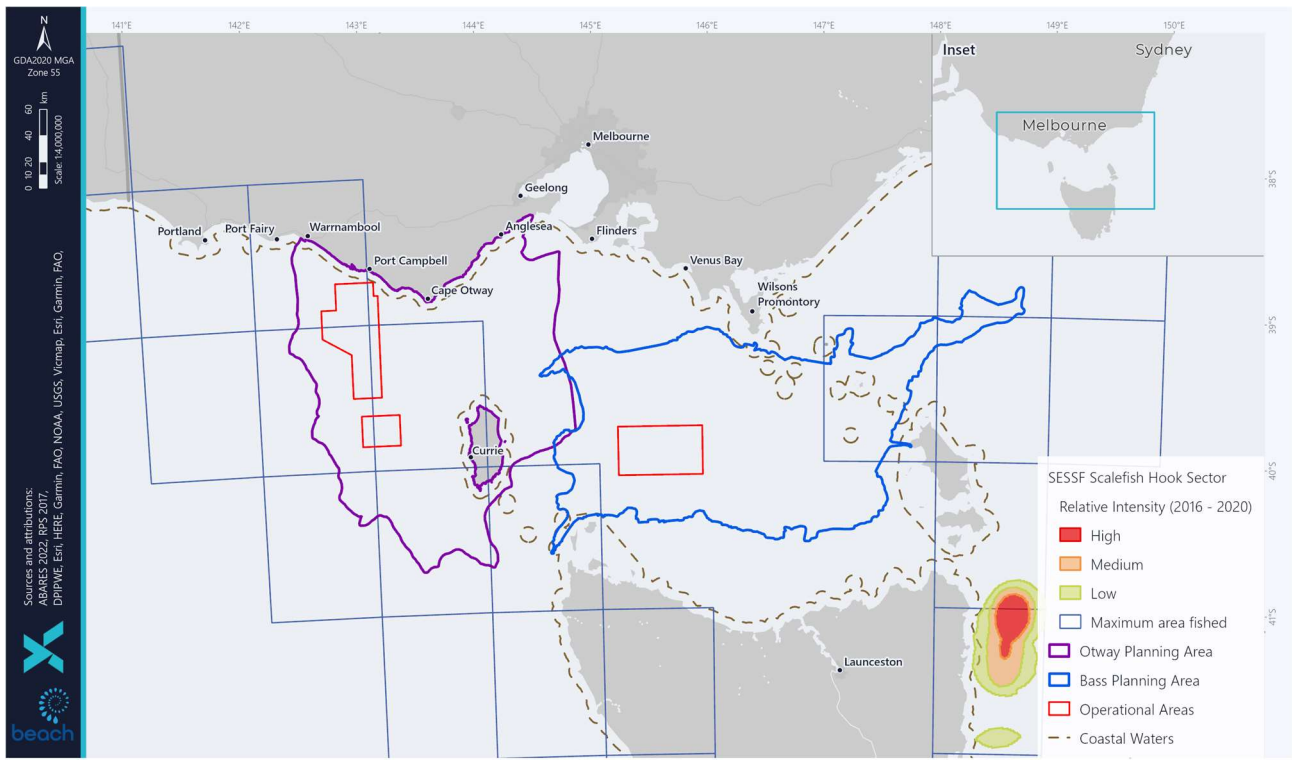 141°E
142°E
143°E
144°E
145°E
146°E
147°E
148°E
149°E
150°E
N
GDA2020 MGA
Zone 55
0 10 20 40 60
km
Scale: 1:4,000,000
Sources and attributions:
ABARES 2022, RPS 2017,
DPIPWE, Esri, HERE, Garmin, FAO, NOAA, USGS, Vicmap, Esri, Garmin, FAO,
beach
Inset
Sydney
Melbourne
38°S
39°S
40°S
41°S
Melbourne
Geelong
Portland
Port Fairy
Warrnambool
Anglesea
Flinders
Port Campbell
Venus Bay
Cape Otway
Wilsons
Promontory
Currie
Launceston
SESSF Scalefish Hook Sector
Relative Intensity (2016 - 2020)
High
Medium
Low
Maximum area fished
Otway Planning Area
Bass Planning Area
Operational Areas
Coastal Waters